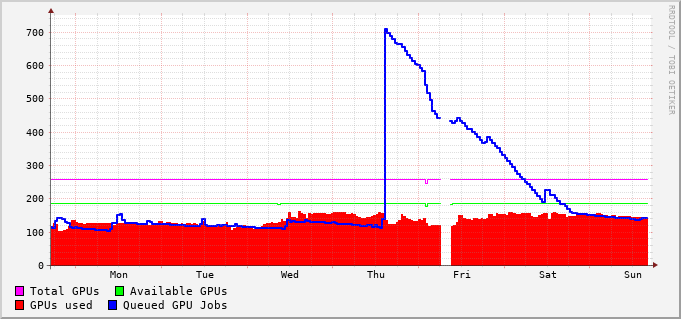 RRDTOOL / TOBI OETIKER
700
600
500
400
300
200
100
0
Mon Tue Wed Thu Fri Sat Sun
Total GPUs Available GPUs
GPUs used Queued GPU Jobs